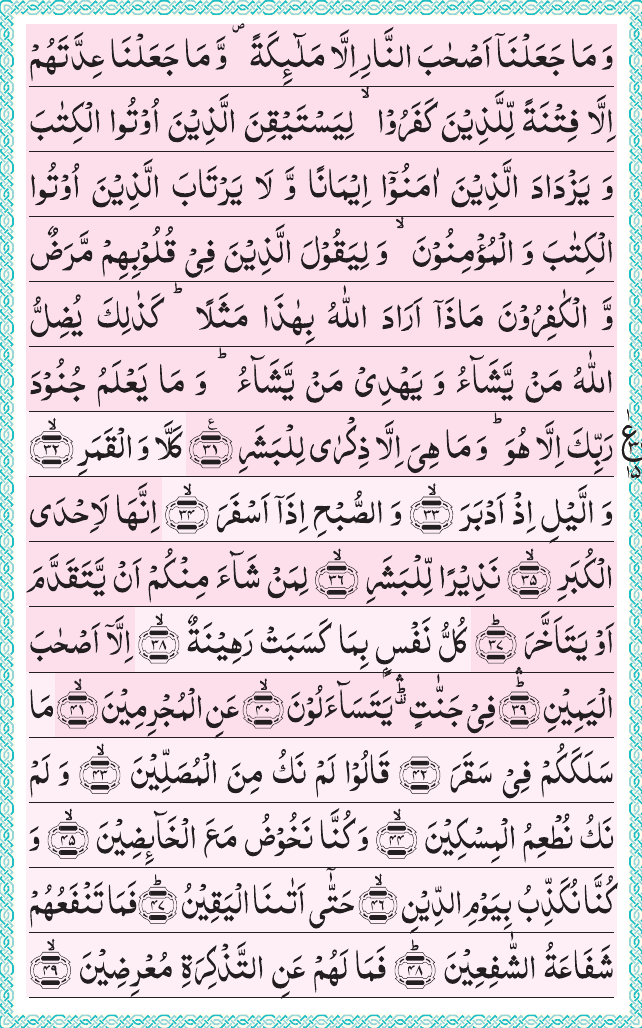 وَ مَا جَعَلْنَاۤ اَصْحٰبَ النَّارِ اِلَّا مَلٰٓىِٕكَةً ۪ وَّ مَا جَعَلْنَا عِدَّتَهُمْ
اِلَّا فِتْنَةً لِّلَّذِیْنَ كَفَرُوْا ۙ لِیَسْتَیْقِنَ الَّذِیْنَ اُوْتُوا الْكِتٰبَ
وَ یَزْدَادَ الَّذِیْنَ اٰمَنُوْۤا اِیْمَانًا وَّ لَا یَرْتَابَ الَّذِیْنَ اُوْتُوا
الْكِتٰبَ وَ الْمُؤْمِنُوْنَ ۙ وَ لِیَقُوْلَ الَّذِیْنَ فِیْ قُلُوْبِهِمْ مَّرَضٌ
وَّ الْكٰفِرُوْنَ مَاذَاۤ اَرَادَ اللّٰهُ بِهٰذَا مَثَلًا ؕ كَذٰلِكَ یُضِلُّ
اللّٰهُ مَنْ یَّشَآءُ وَ یَهْدِیْ مَنْ یَّشَآءُ ؕ وَ مَا یَعْلَمُ جُنُوْدَ
رَبِّكَ اِلَّا هُوَ ؕ وَ مَا هِیَ اِلَّا ذِكْرٰى لِلْبَشَرِ ۠﴿۳۱﴾ كَلَّا وَ الْقَمَرِ ۙ﴿۳۲﴾ ع ۱۵
وَ الَّیْلِ اِذْ اَدْبَرَ ۙ﴿۳۳﴾ وَ الصُّبْحِ اِذَاۤ اَسْفَرَ ۙ﴿۳۴﴾ اِنَّهَا لَاِحْدَى
الْكُبَرِ ۙ﴿۳۵﴾ نَذِیْرًا لِّلْبَشَرِ ۙ﴿۳۶﴾ لِمَنْ شَآءَ مِنْكُمْ اَنْ یَّتَقَدَّمَ
اَوْ یَتَاَخَّرَ ؕ﴿۳۷﴾ كُلُّ نَفْسٍۭ بِمَا كَسَبَتْ رَهِیْنَةٌ ۙ﴿۳۸﴾ اِلَّاۤ اَصْحٰبَ
الْیَمِیْنِ ؕۛ﴿۳۹﴾ فِیْ جَنّٰتٍ ۛ۫ؕ یَتَسَآءَلُوْنَ ۙ﴿۴۰﴾ عَنِ الْمُجْرِمِیْنَ ۙ﴿۴۱﴾ مَا
سَلَكَكُمْ فِیْ سَقَرَ ﴿۴۲﴾ قَالُوْا لَمْ نَكُ مِنَ الْمُصَلِّیْنَ ۙ﴿۴۳﴾ وَ لَمْ
نَكُ نُطْعِمُ الْمِسْكِیْنَ ۙ﴿۴۴﴾ وَ كُنَّا نَخُوْضُ مَعَ الْخَآىِٕضِیْنَ ۙ﴿۴۵﴾ وَ
كُنَّا نُكَذِّبُ بِیَوْمِ الدِّیْنِ ۙ﴿۴۶﴾ حَتّٰۤى اَتٰىنَا الْیَقِیْنُ ؕ﴿۴۷﴾ فَمَا تَنْفَعُهُمْ
شَفَاعَةُ الشّٰفِعِیْنَ ؕ﴿۴۸﴾ فَمَا لَهُمْ عَنِ التَّذْكِرَةِ مُعْرِضِیْنَ ۙ﴿۴۹﴾